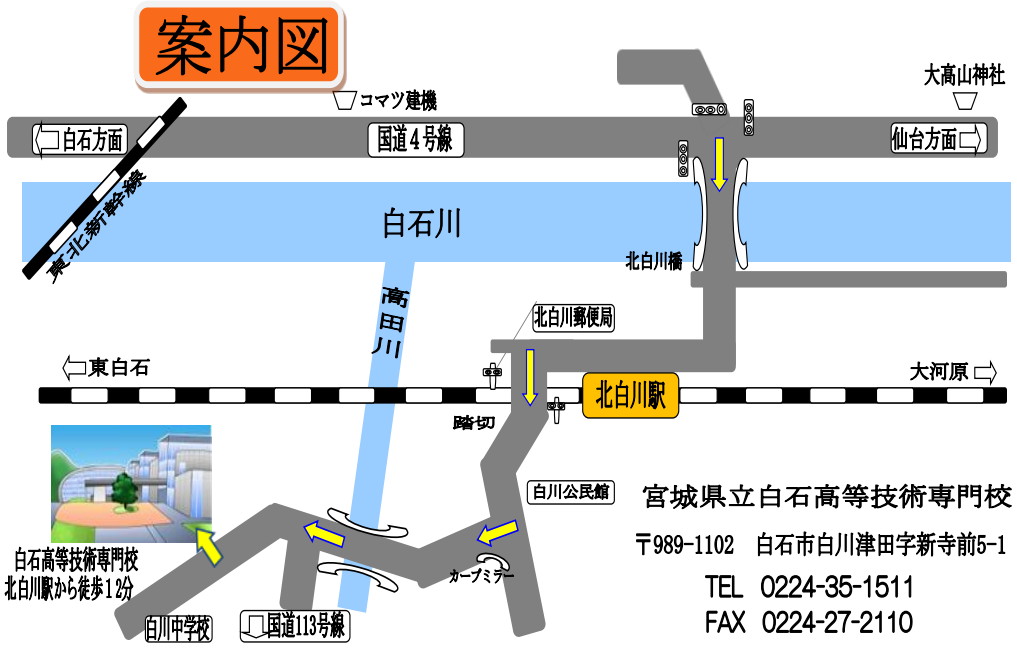 案内図
コマツ建機
大高山神社
白石方面
国道４号線
仙台方面
東北新幹線
白石川
北白川橋
高田川
北白川郵便局
東白石
大河原
北白川駅
踏切
白川公民館
宮城県立白石高等技術専門校
〒989-1102 白石市白川津田字新寺前5-1
カーブミラー
白石高等技術専門校
北白川駅から徒歩１２分
TEL 0224-35-1511
FAX 0224-27-2110
白川中学校
国道113号線